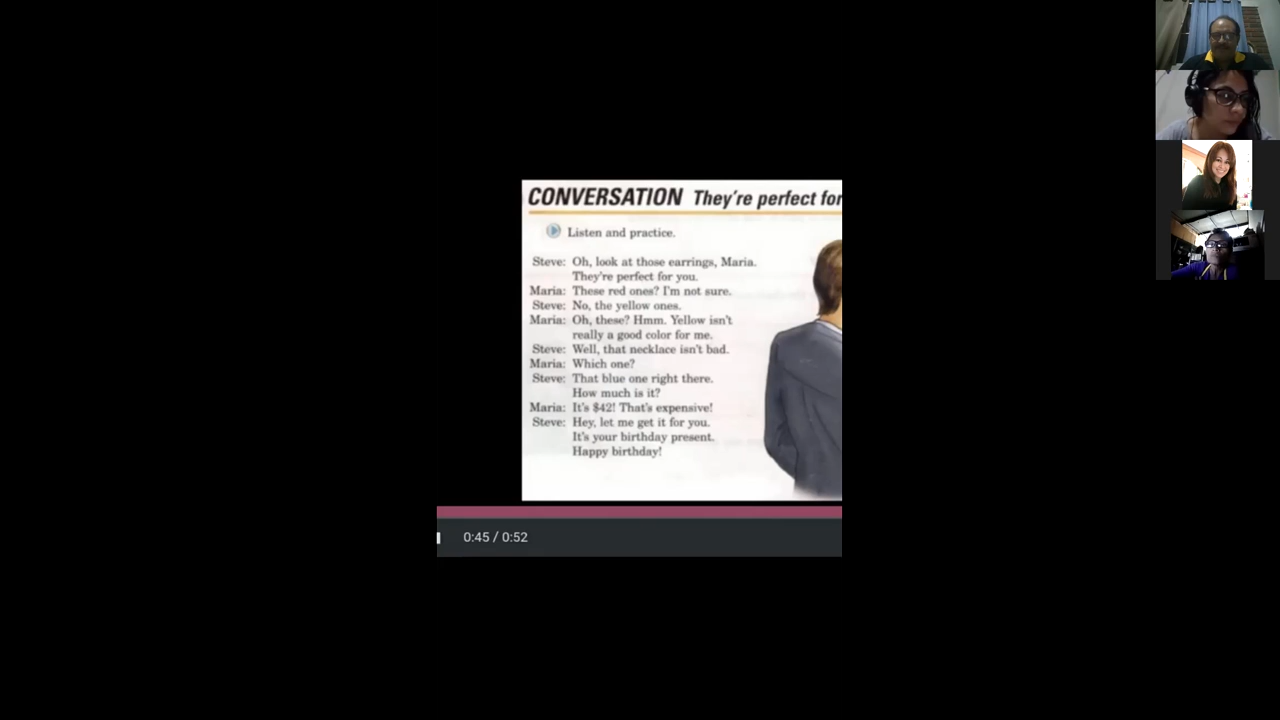 CONVERSATION They're perfect for
Listen and practice.
Steve: Oh, look at those earrings, Maria.
They're perfect for you.
Maria: These red ones? I'm not sure.
Steve: No, the yellow ones.
Maria: Oh, these? Hmm. Yellow isn't
really a good color for me.
Steve: Well, that necklace isn't bad.
Maria: Which one?
Steve: That blue one right there.
How much is it?
Maria: It's $42! That's expensive!
Steve: Hey, let me get it for you.
It's your birthday present.
Happy birthday!
0:45 / 0:52